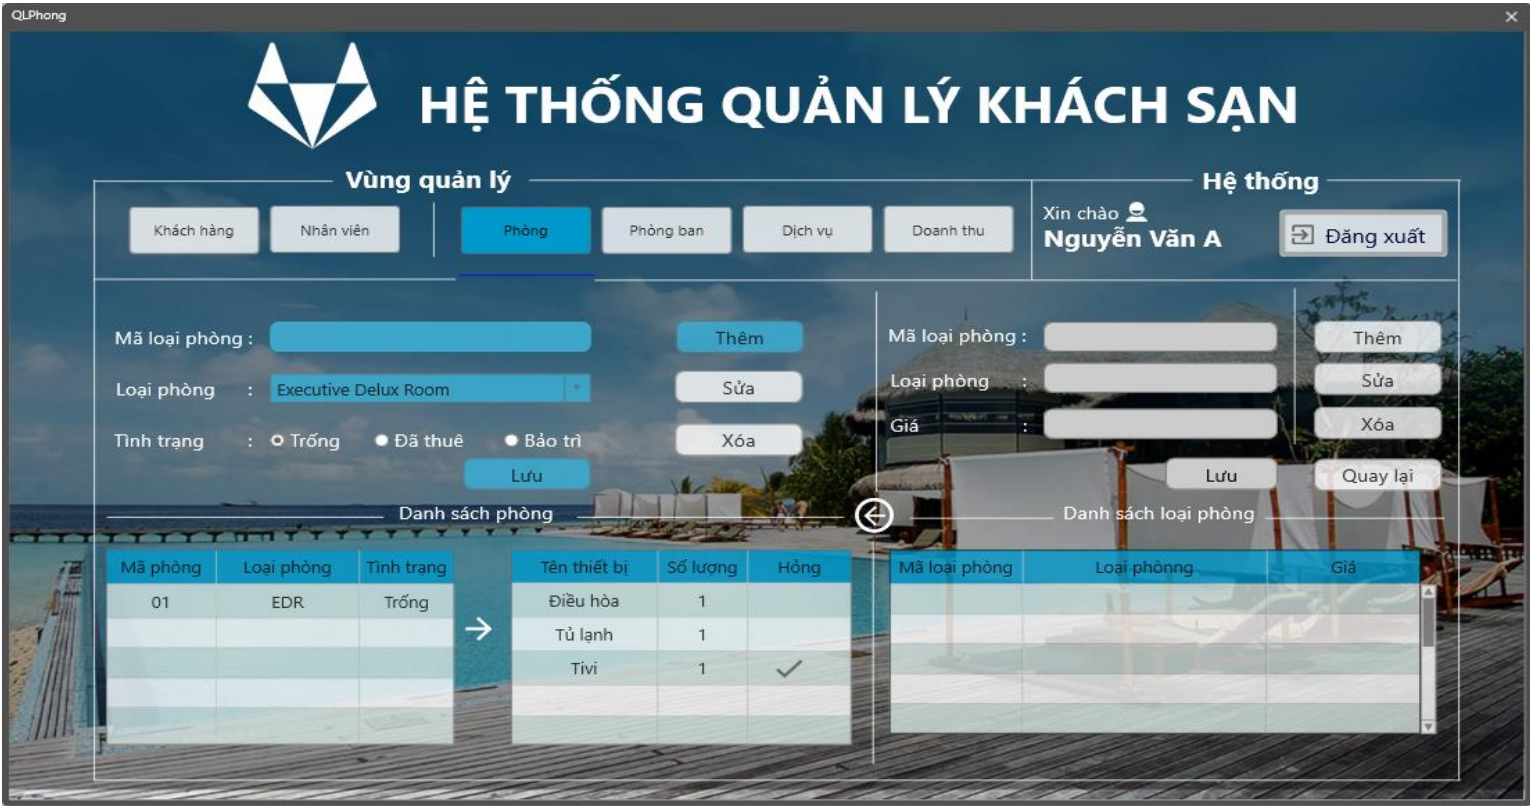 QLPhong
HỆ THỐNG QUẢN LÝ KHÁCH SẠN
Vùng quản lý
Hệ thống
Khách hàng
Nhân viên
Phòng
Phòng ban
Dịch vụ
Doanh thu
Xin chào
Nguyễn Văn A
Đăng xuất
Mã loại phòng :
Thêm
Loại phòng :
Executive Delux Room
Sửa
Tình trạng :
Trống
Đã thuê
Bảo trì
Xóa
Lưu
Mã loại phòng :
Thêm
Loại phòng :
Sửa
Giá :
Xóa
Lưu
Quay lại
Danh sách phòng
Danh sách loại phòng
Mã phòng Loại phòng Tình trạng
01 EDR Trống
Tên thiết bị Số lượng Hỏng
Điều hòa 1
Tủ lạnh 1
Tivi 1
Mã loại phòng Loại phònng Giá